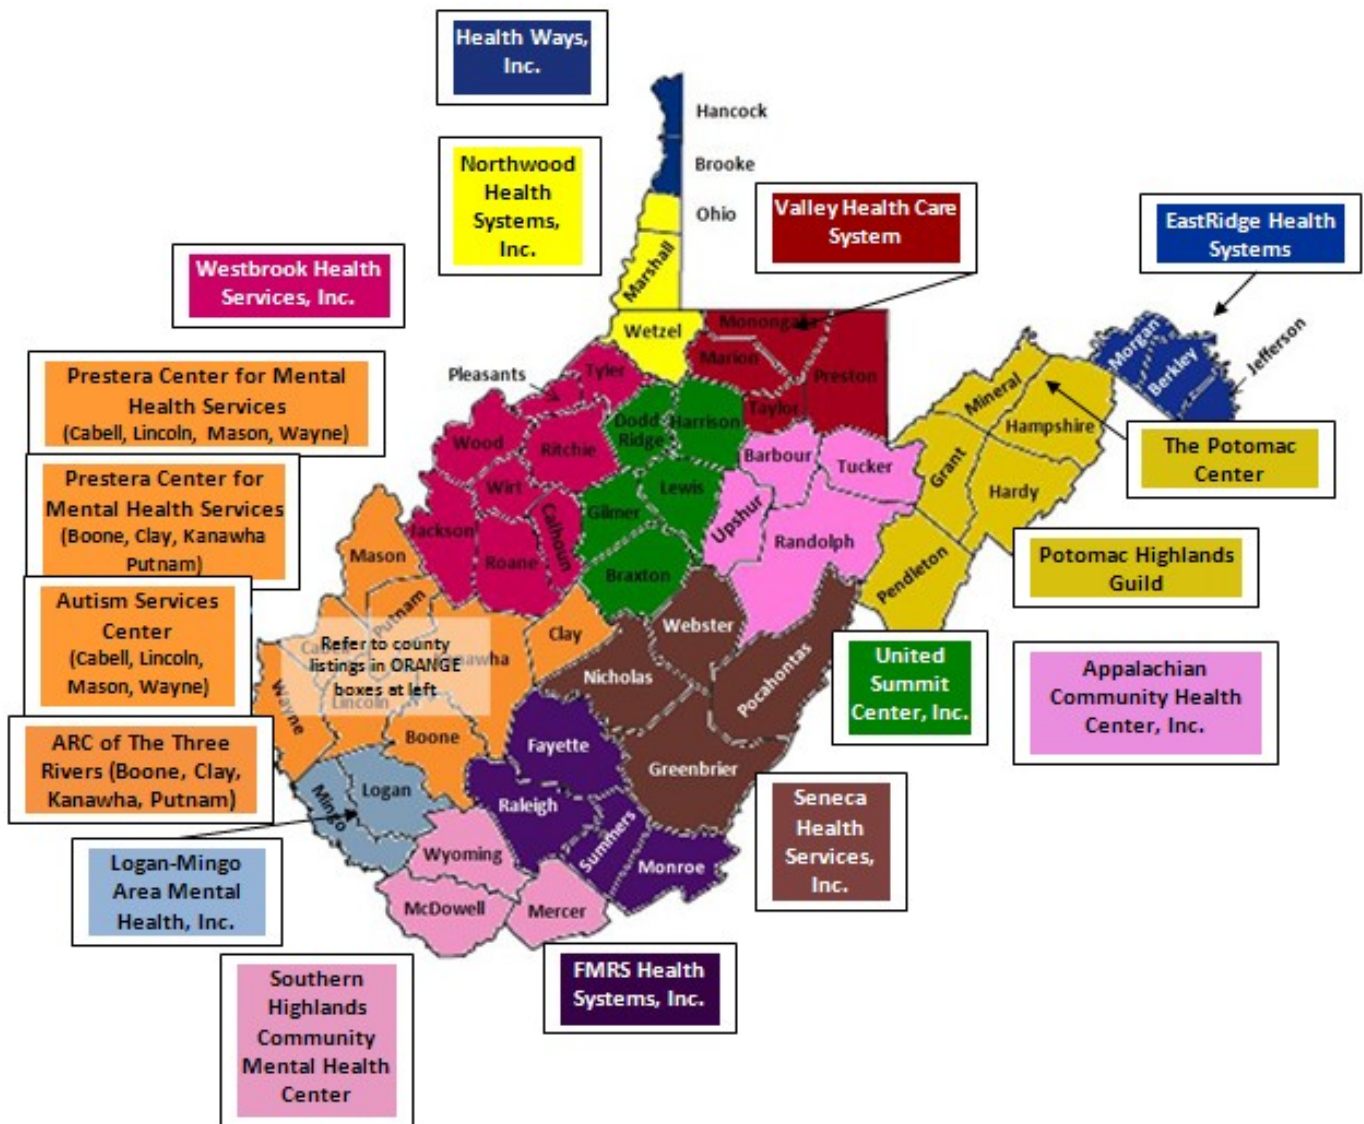 Health Ways,
Inc.
Hancock
Brooke
Ohio
Northwood
Health
Systems,
Inc.
Valley Health Care
System
EastRidge Health
Systems
Westbrook Health
Services, Inc.
Marshall
Wetzel
Monongalia
Marion
Preston
Taylor
Morgan
Berkley
Jefferson
Prestera Center for Mental
Health Services
(Cabell, Lincoln, Mason, Wayne)
Pleasants
Tyler
Dodd
Ridge
Harrison
Wood
Ritchie
Barbour
Tucker
Mineral
Hampshire
Grant
Hardy
The Potomac
Center
Prestera Center for
Mental Health Services
(Boone, Clay, Kanawha
Putnam)
Wirt
Lewis
Gilmer
Calhoun
Jackson
Roane
Upshur
Randolph
Pendleton
Potomac Highlands
Guild
Mason
Braxton
Autism Services
Center
(Cabell, Lincoln,
Mason, Wayne)
Putnam
Clay
Webster
Cabell
Kanawha
Refer to county
listings in ORANGE
boxes at left
Lincoln
Wayne
Nicholas
Pocahontas
United
Summit
Center, Inc.
Appalachian
Community Health
Center, Inc.
ARC of The Three
Rivers (Boone, Clay,
Kanawha, Putnam)
Boone
Fayette
Greenbrier
Logan
Mingo
Raleigh
Summers
Monroe
Seneca
Health
Services,
Inc.
Wyoming
McDowell
Mercer
Logan-Mingo
Area Mental
Health, Inc.
Southern
Highlands
Community
Mental Health
Center
FMRS Health
Systems, Inc.